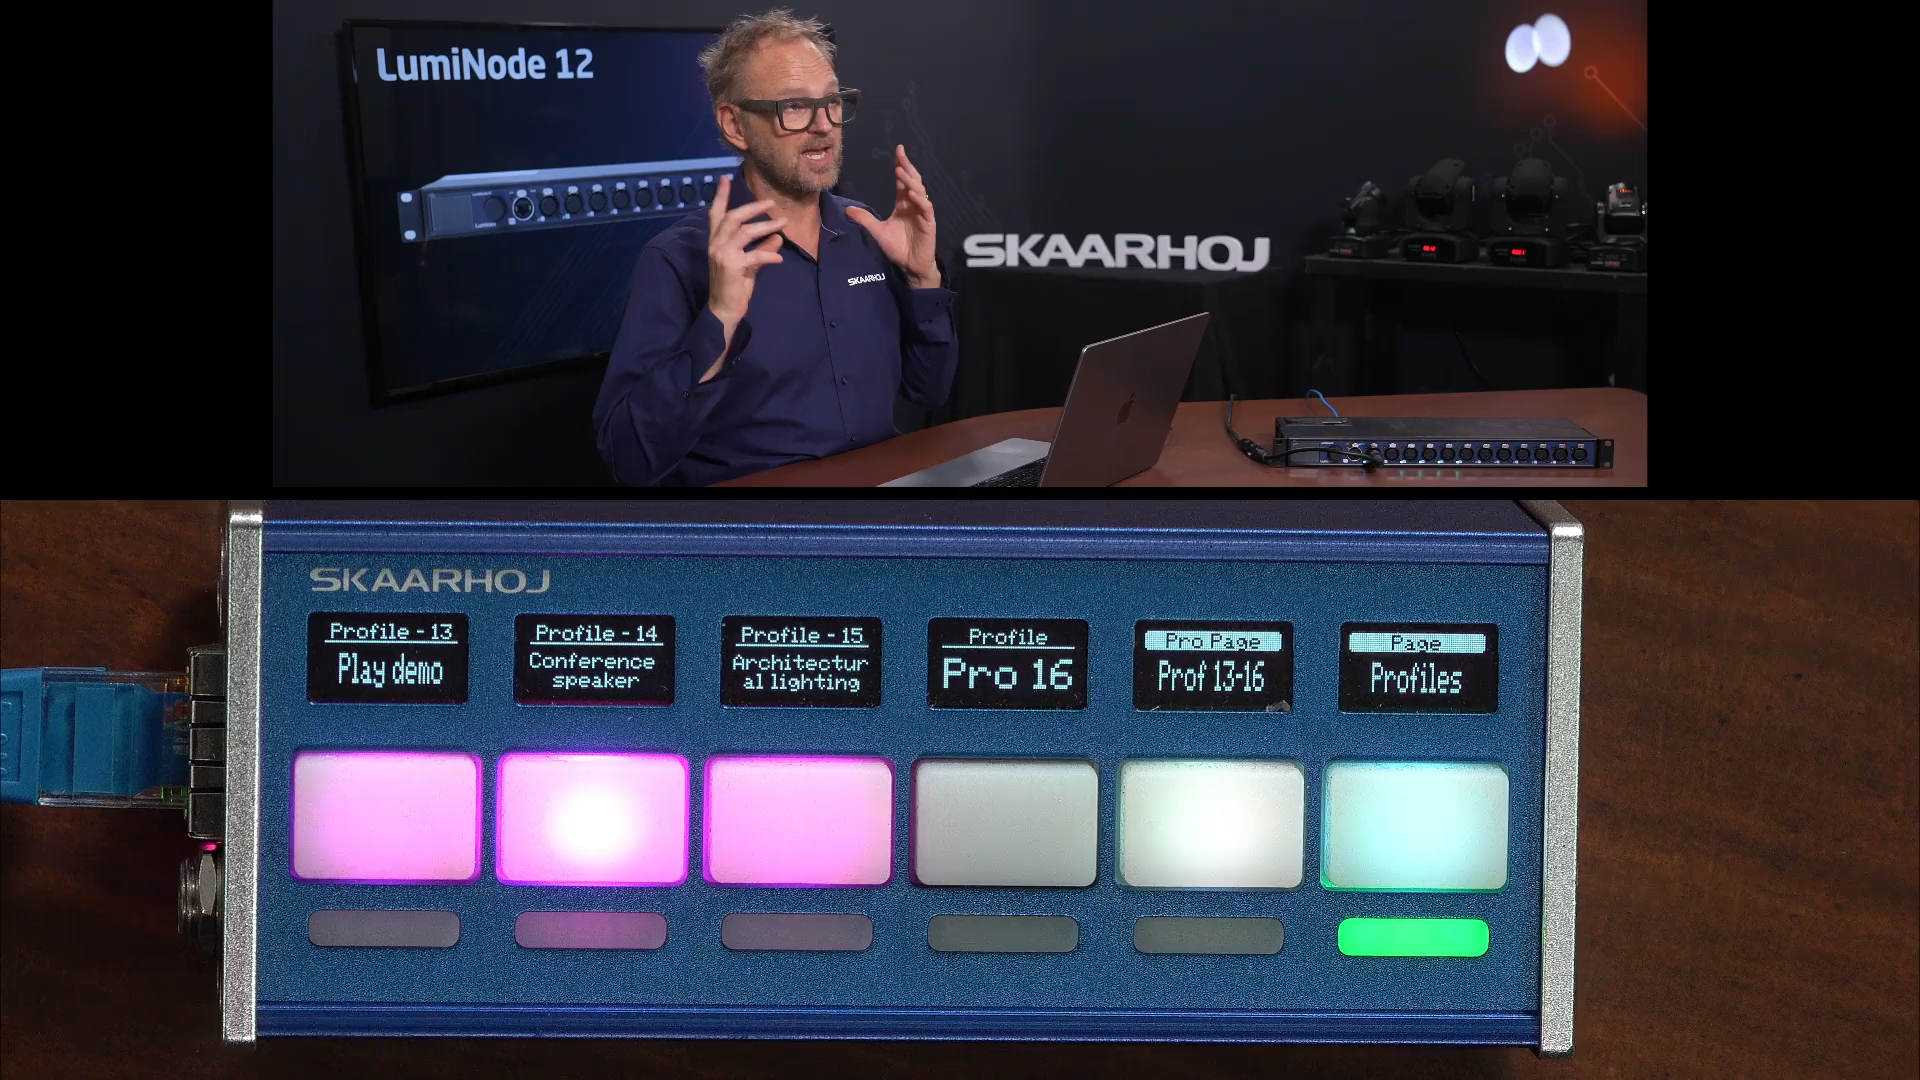 LumiNode 12
SKAARHOJ
SKAARHOJ
SKAARHOJ
Profile - 13
Play demo
Profile - 14
Conference
speaker
Profile - 15
Architectur
al lighting
Profile
Pro 16
Pro Page
Prof 13-16
Page
Profiles